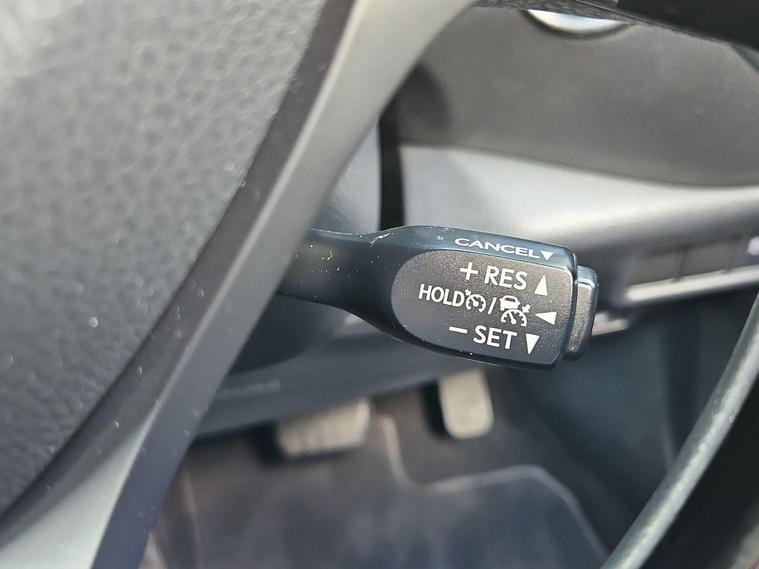 CANCEL▼
+ RES ▲
HOLD / ◀
− SET ▼